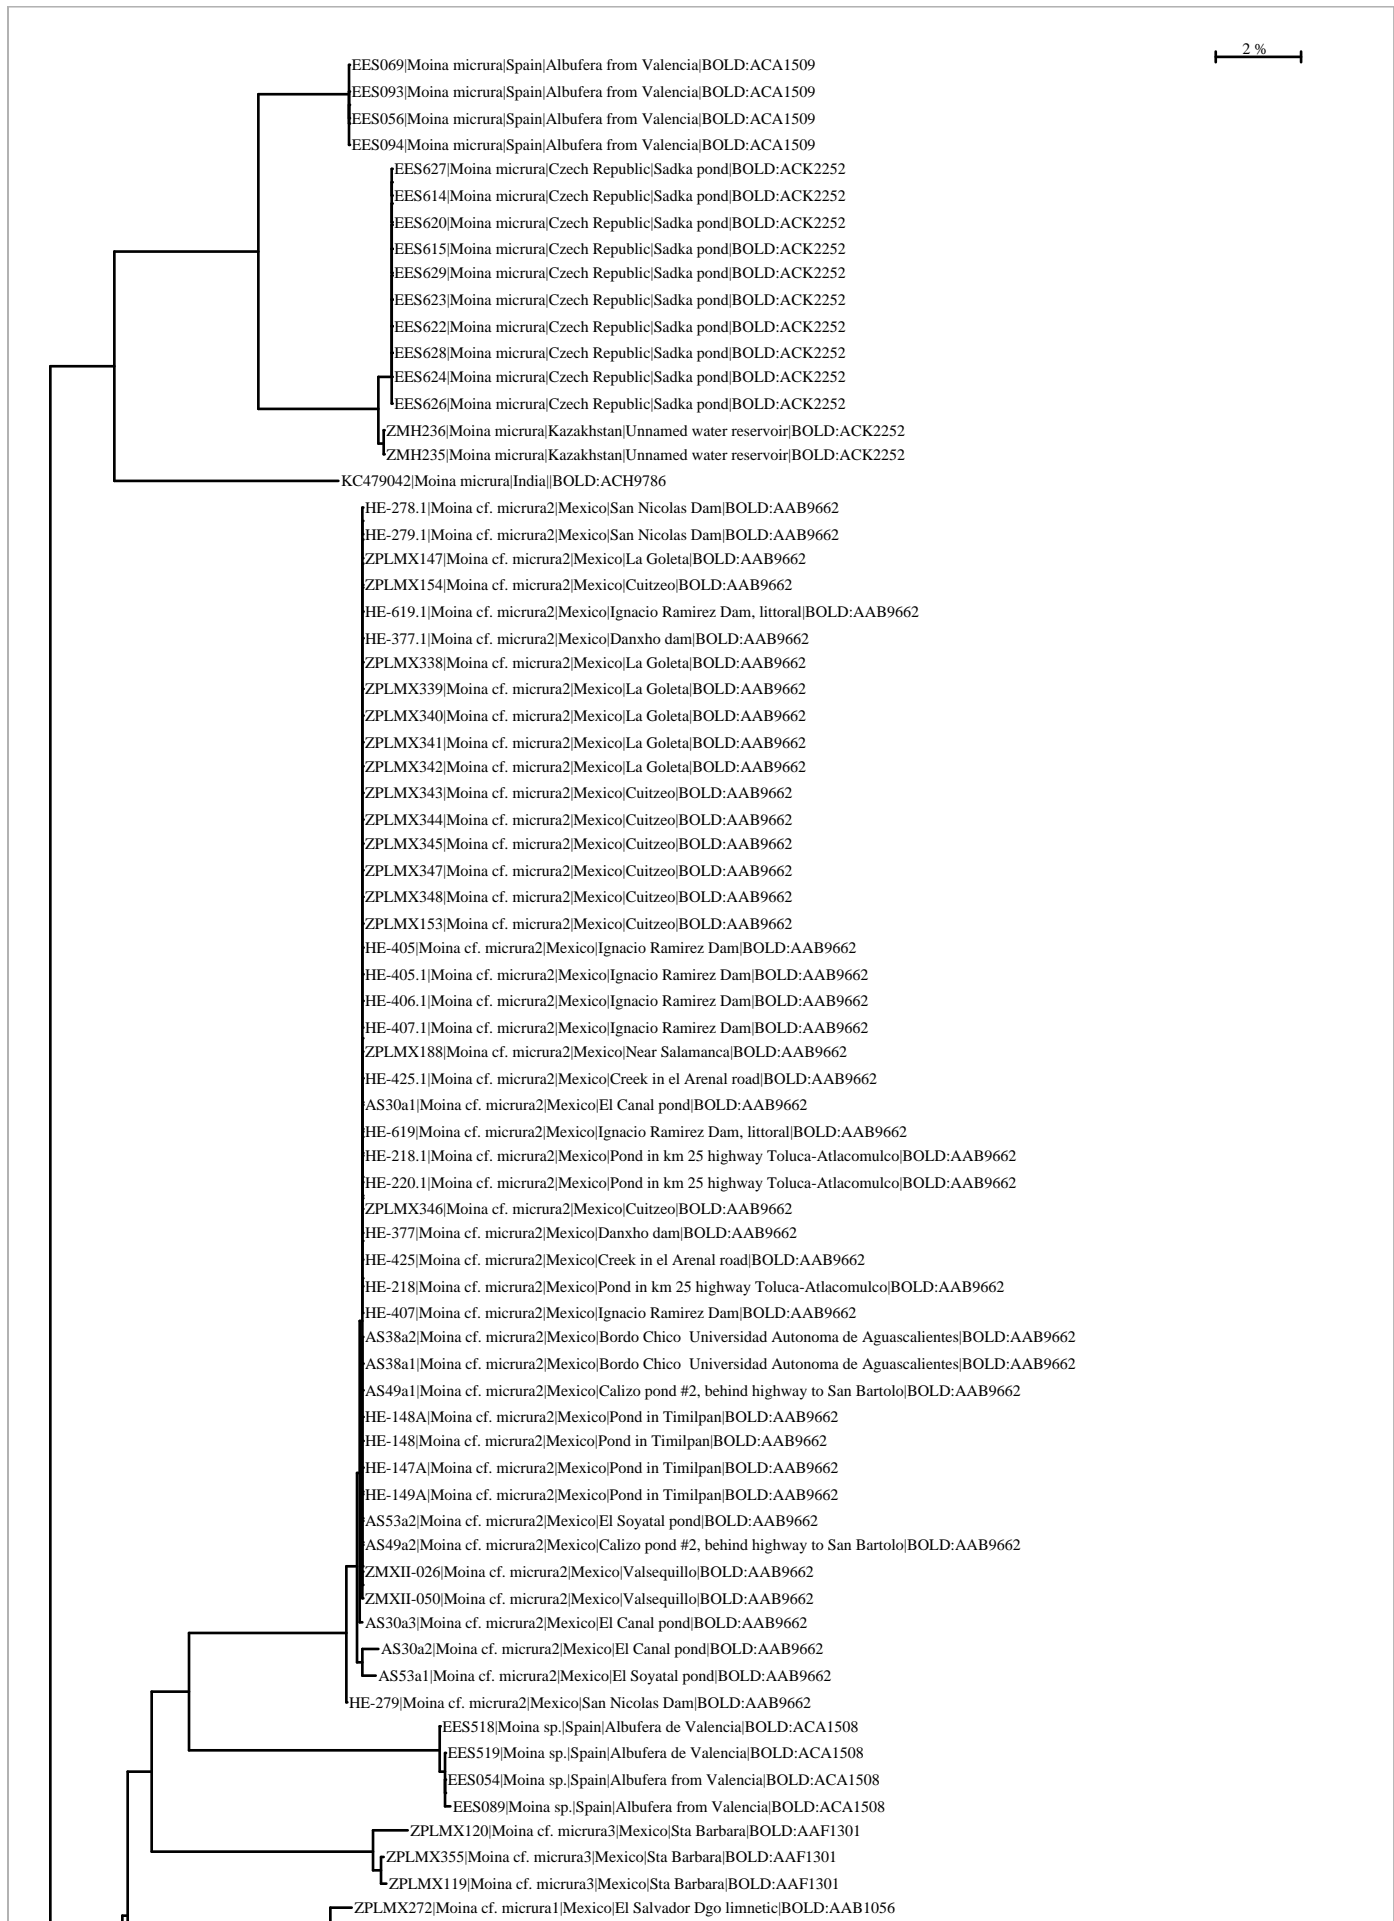 2 %
EES069|Moina micrura|Spain|Albufera from Valencia|BOLD:ACA1509
EES093|Moina micrura|Spain|Albufera from Valencia|BOLD:ACA1509
EES056|Moina micrura|Spain|Albufera from Valencia|BOLD:ACA1509
EES094|Moina micrura|Spain|Albufera from Valencia|BOLD:ACA1509
EES627|Moina micrura|Czech Republic|Sadka pond|BOLD:ACK2252
EES614|Moina micrura|Czech Republic|Sadka pond|BOLD:ACK2252
EES620|Moina micrura|Czech Republic|Sadka pond|BOLD:ACK2252
EES615|Moina micrura|Czech Republic|Sadka pond|BOLD:ACK2252
EES629|Moina micrura|Czech Republic|Sadka pond|BOLD:ACK2252
EES623|Moina micrura|Czech Republic|Sadka pond|BOLD:ACK2252
EES622|Moina micrura|Czech Republic|Sadka pond|BOLD:ACK2252
EES628|Moina micrura|Czech Republic|Sadka pond|BOLD:ACK2252
EES624|Moina micrura|Czech Republic|Sadka pond|BOLD:ACK2252
EES626|Moina micrura|Czech Republic|Sadka pond|BOLD:ACK2252
ZMH236|Moina micrura|Kazakhstan|Unnamed water reservoir|BOLD:ACK2252
ZMH235|Moina micrura|Kazakhstan|Unnamed water reservoir|BOLD:ACK2252
KC479042|Moina micrura|India||BOLD:ACH9786
HE-278.1|Moina cf. micrura2|Mexico|San Nicolas Dam|BOLD:AAB9662
HE-279.1|Moina cf. micrura2|Mexico|San Nicolas Dam|BOLD:AAB9662
ZPLMX147|Moina cf. micrura2|Mexico|La Goleta|BOLD:AAB9662
ZPLMX154|Moina cf. micrura2|Mexico|Cuitzeo|BOLD:AAB9662
HE-619.1|Moina cf. micrura2|Mexico|Ignacio Ramirez Dam, littoral|BOLD:AAB9662
HE-377.1|Moina cf. micrura2|Mexico|Danxho dam|BOLD:AAB9662
ZPLMX338|Moina cf. micrura2|Mexico|La Goleta|BOLD:AAB9662
ZPLMX339|Moina cf. micrura2|Mexico|La Goleta|BOLD:AAB9662
ZPLMX340|Moina cf. micrura2|Mexico|La Goleta|BOLD:AAB9662
ZPLMX341|Moina cf. micrura2|Mexico|La Goleta|BOLD:AAB9662
ZPLMX342|Moina cf. micrura2|Mexico|La Goleta|BOLD:AAB9662
ZPLMX343|Moina cf. micrura2|Mexico|Cuitzeo|BOLD:AAB9662
ZPLMX344|Moina cf. micrura2|Mexico|Cuitzeo|BOLD:AAB9662
ZPLMX345|Moina cf. micrura2|Mexico|Cuitzeo|BOLD:AAB9662
ZPLMX347|Moina cf. micrura2|Mexico|Cuitzeo|BOLD:AAB9662
ZPLMX348|Moina cf. micrura2|Mexico|Cuitzeo|BOLD:AAB9662
ZPLMX153|Moina cf. micrura2|Mexico|Cuitzeo|BOLD:AAB9662
HE-405|Moina cf. micrura2|Mexico|Ignacio Ramirez Dam|BOLD:AAB9662
HE-405.1|Moina cf. micrura2|Mexico|Ignacio Ramirez Dam|BOLD:AAB9662
HE-406.1|Moina cf. micrura2|Mexico|Ignacio Ramirez Dam|BOLD:AAB9662
HE-407.1|Moina cf. micrura2|Mexico|Ignacio Ramirez Dam|BOLD:AAB9662
ZPLMX188|Moina cf. micrura2|Mexico|Near Salamanca|BOLD:AAB9662
HE-425.1|Moina cf. micrura2|Mexico|Creek in el Arenal road|BOLD:AAB9662
AS30a1|Moina cf. micrura2|Mexico|El Canal pond|BOLD:AAB9662
HE-619|Moina cf. micrura2|Mexico|Ignacio Ramirez Dam, littoral|BOLD:AAB9662
HE-218.1|Moina cf. micrura2|Mexico|Pond in km 25 highway Toluca-Atlacomulco|BOLD:AAB9662
HE-220.1|Moina cf. micrura2|Mexico|Pond in km 25 highway Toluca-Atlacomulco|BOLD:AAB9662
ZPLMX346|Moina cf. micrura2|Mexico|Cuitzeo|BOLD:AAB9662
HE-377|Moina cf. micrura2|Mexico|Danxho dam|BOLD:AAB9662
HE-425|Moina cf. micrura2|Mexico|Creek in el Arenal road|BOLD:AAB9662
HE-218|Moina cf. micrura2|Mexico|Pond in km 25 highway Toluca-Atlacomulco|BOLD:AAB9662
HE-407|Moina cf. micrura2|Mexico|Ignacio Ramirez Dam|BOLD:AAB9662
AS38a2|Moina cf. micrura2|Mexico|Bordo Chico  Universidad Autonoma de Aguascalientes|BOLD:AAB9662
AS38a1|Moina cf. micrura2|Mexico|Bordo Chico  Universidad Autonoma de Aguascalientes|BOLD:AAB9662
AS49a1|Moina cf. micrura2|Mexico|Calizo pond #2, behind highway to San Bartolo|BOLD:AAB9662
HE-148A|Moina cf. micrura2|Mexico|Pond in Timilpan|BOLD:AAB9662
HE-148|Moina cf. micrura2|Mexico|Pond in Timilpan|BOLD:AAB9662
HE-147A|Moina cf. micrura2|Mexico|Pond in Timilpan|BOLD:AAB9662
HE-149A|Moina cf. micrura2|Mexico|Pond in Timilpan|BOLD:AAB9662
AS53a2|Moina cf. micrura2|Mexico|El Soyatal pond|BOLD:AAB9662
AS49a2|Moina cf. micrura2|Mexico|Calizo pond #2, behind highway to San Bartolo|BOLD:AAB9662
ZMXII-026|Moina cf. micrura2|Mexico|Valsequillo|BOLD:AAB9662
ZMXII-050|Moina cf. micrura2|Mexico|Valsequillo|BOLD:AAB9662
AS30a3|Moina cf. micrura2|Mexico|El Canal pond|BOLD:AAB9662
AS30a2|Moina cf. micrura2|Mexico|El Canal pond|BOLD:AAB9662
AS53a1|Moina cf. micrura2|Mexico|El Soyatal pond|BOLD:AAB9662
HE-279|Moina cf. micrura2|Mexico|San Nicolas Dam|BOLD:AAB9662
EES518|Moina sp.|Spain|Albufera de Valencia|BOLD:ACA1508
EES519|Moina sp.|Spain|Albufera de Valencia|BOLD:ACA1508
EES054|Moina sp.|Spain|Albufera from Valencia|BOLD:ACA1508
EES089|Moina sp.|Spain|Albufera from Valencia|BOLD:ACA1508
ZPLMX120|Moina cf. micrura3|Mexico|Sta Barbara|BOLD:AAF1301
ZPLMX355|Moina cf. micrura3|Mexico|Sta Barbara|BOLD:AAF1301
ZPLMX119|Moina cf. micrura3|Mexico|Sta Barbara|BOLD:AAF1301
ZPLMX272|Moina cf. micrura1|Mexico|El Salvador Dgo limnetic|BOLD:AAB1056